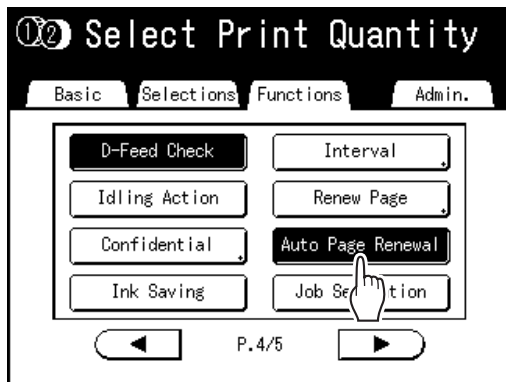 ①② Select Print Quantity
Basic Selections Functions Admin.
D-Feed Check Interval
Idling Action Renew Page
Confidential Auto Page Renewal
Ink Saving Job
P.4/5